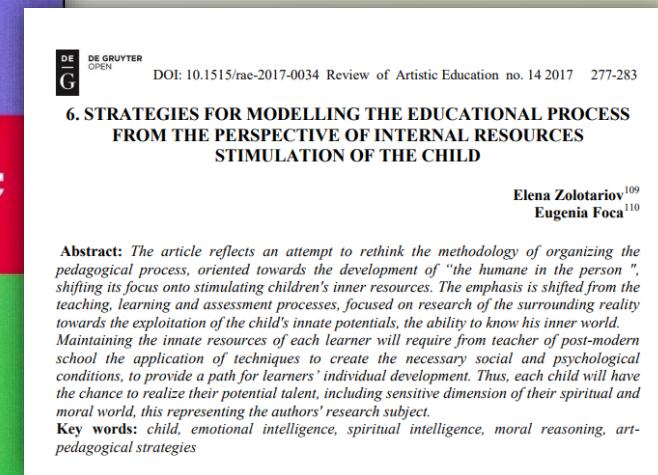 DE
G
DE GRUYTER
OPEN
DOI: 10.1515/rae-2017-0034 Review of Artistic Education no. 14 2017 277-283
6. STRATEGIES FOR MODELLING THE EDUCATIONAL PROCESS
FROM THE PERSPECTIVE OF INTERNAL RESOURCES
STIMULATION OF THE CHILD
Elena Zolotariov109
Eugenia Foca110
Abstract: The article reflects an attempt to rethink the methodology of organizing the
pedagogical process, oriented towards the development of “the humane in the person ",
shifting its focus onto stimulating children's inner resources. The emphasis is shifted from the
teaching, learning and assessment processes, focused on research of the surrounding reality
towards the exploitation of the child's innate potentials, the ability to know his inner world.
Maintaining the innate resources of each learner will require from teacher of post-modern
school the application of techniques to create the necessary social and psychological
conditions, to provide a path for learners’ individual development. Thus, each child will have
the chance to realize their potential talent, including sensitive dimension of their spiritual and
moral world, this representing the authors' research subject.
Key words: child, emotional intelligence, spiritual intelligence, moral reasoning, art-
pedagogical strategies